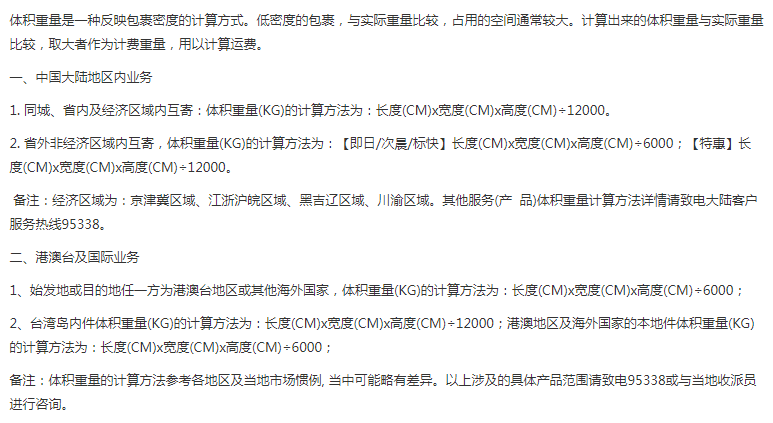 体积重量是一种反映包裹密度的计算方式。低密度的包裹，与实际重量比较，占用的空间通常较大。计算出来的体积重量与实际重量
比较，取大者作为计费重量，用以计算运费。
一、中国大陆地区内业务
1. 同城、省内及经济区域内互寄：体积重量(KG)的计算方法为：长度(CM)x宽度(CM)x高度(CM)÷12000。
2. 省外非经济区域内互寄，体积重量(KG)的计算方法为：【即日/次晨/标快】长度(CM)x宽度(CM)x高度(CM)÷6000；【特惠】长
度(CM)x宽度(CM)x高度(CM)÷12000。
备注：经济区域为：京津冀区域、江浙沪皖区域、黑吉辽区域、川渝区域。其他服务(产 品)体积重量计算方法详情请致电大陆客户
服务热线95338。
二、港澳台及国际业务
1、始发地或目的地任一方为港澳台地区或其他海外国家，体积重量(KG)的计算方法为：长度(CM)x宽度(CM)x高度(CM)÷6000；
2、台湾岛内件体积重量(KG)的计算方法为：长度(CM)x宽度(CM)x高度(CM)÷12000；港澳地区及海外国家的本地件体积重量(KG)
的计算方法为：长度(CM)x宽度(CM)x高度(CM)÷6000；
备注：体积重量的计算方法参考各地区及当地市场惯例, 当中可能略有差异。以上涉及的具体产品范围请致电95338或与当地收派员
进行咨询。